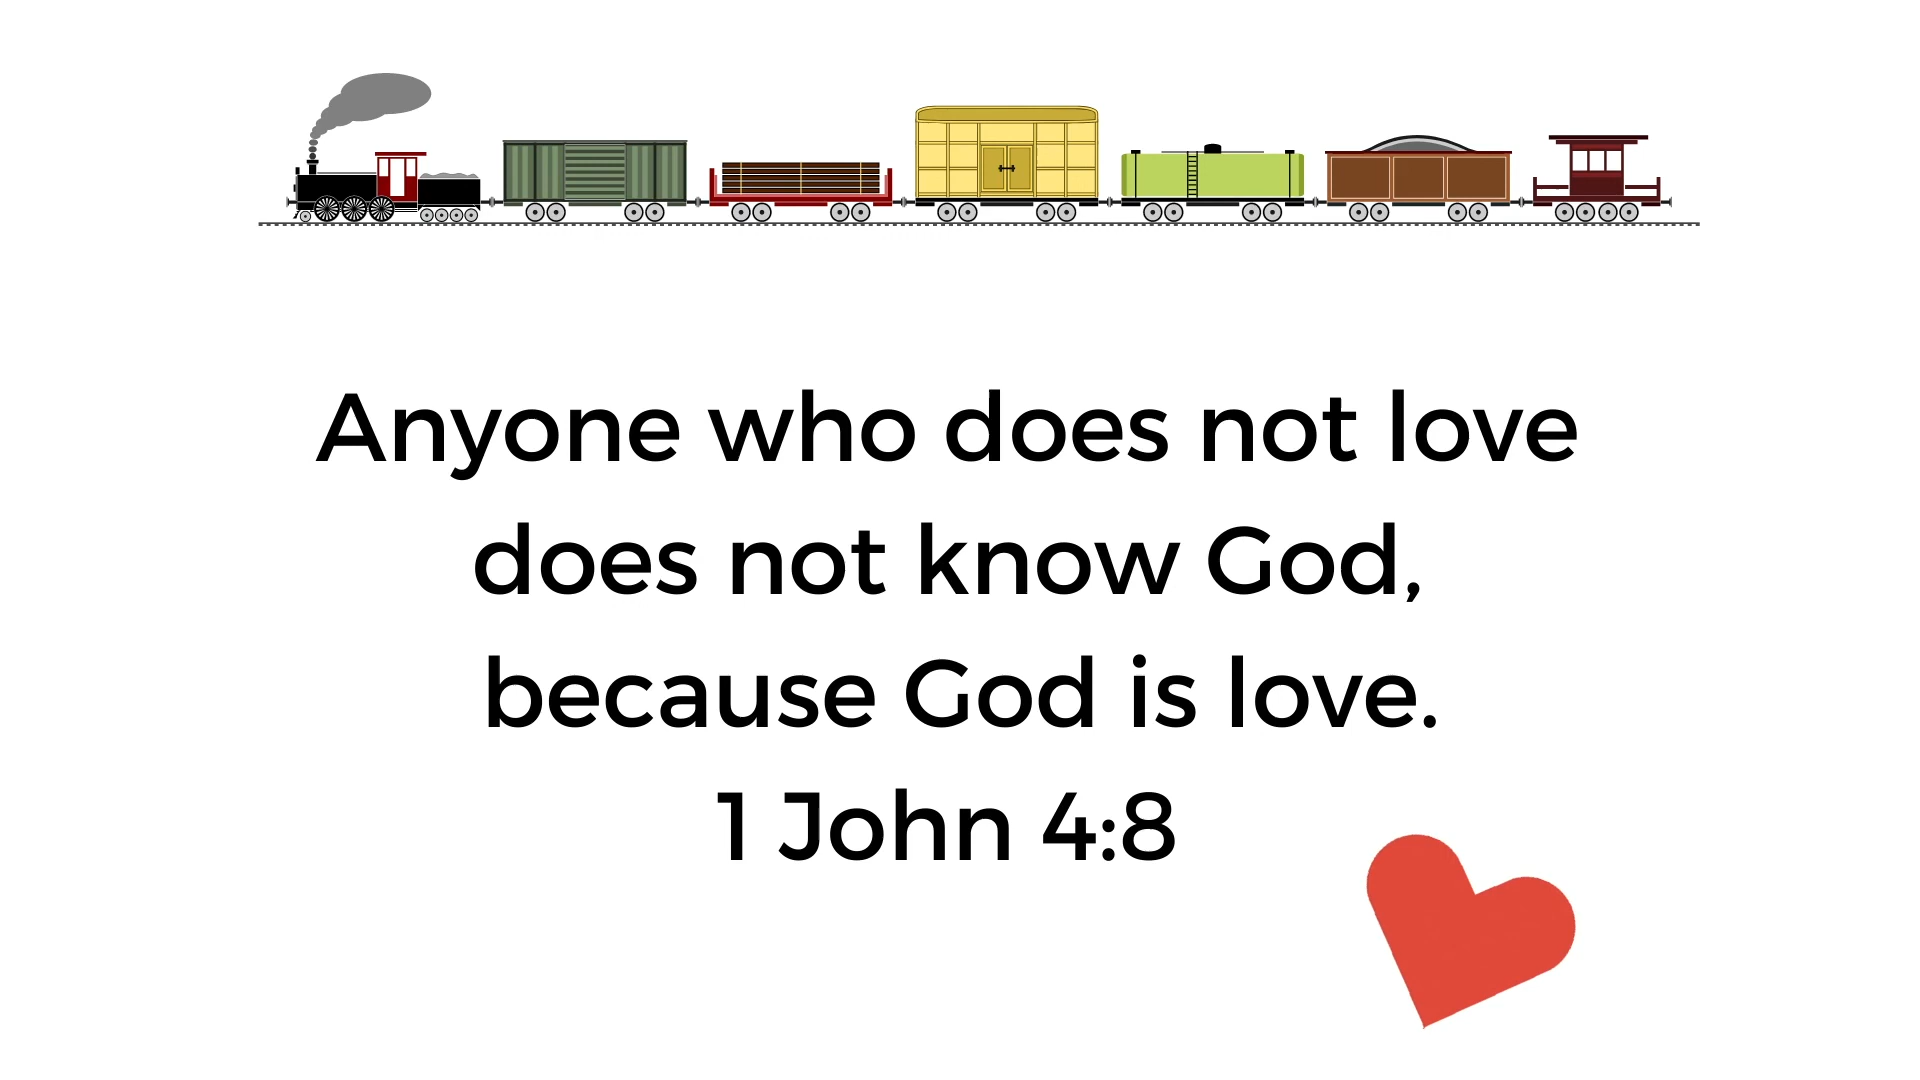 Anyone who does not love
does not know God,
because God is love.
1 John 4:8